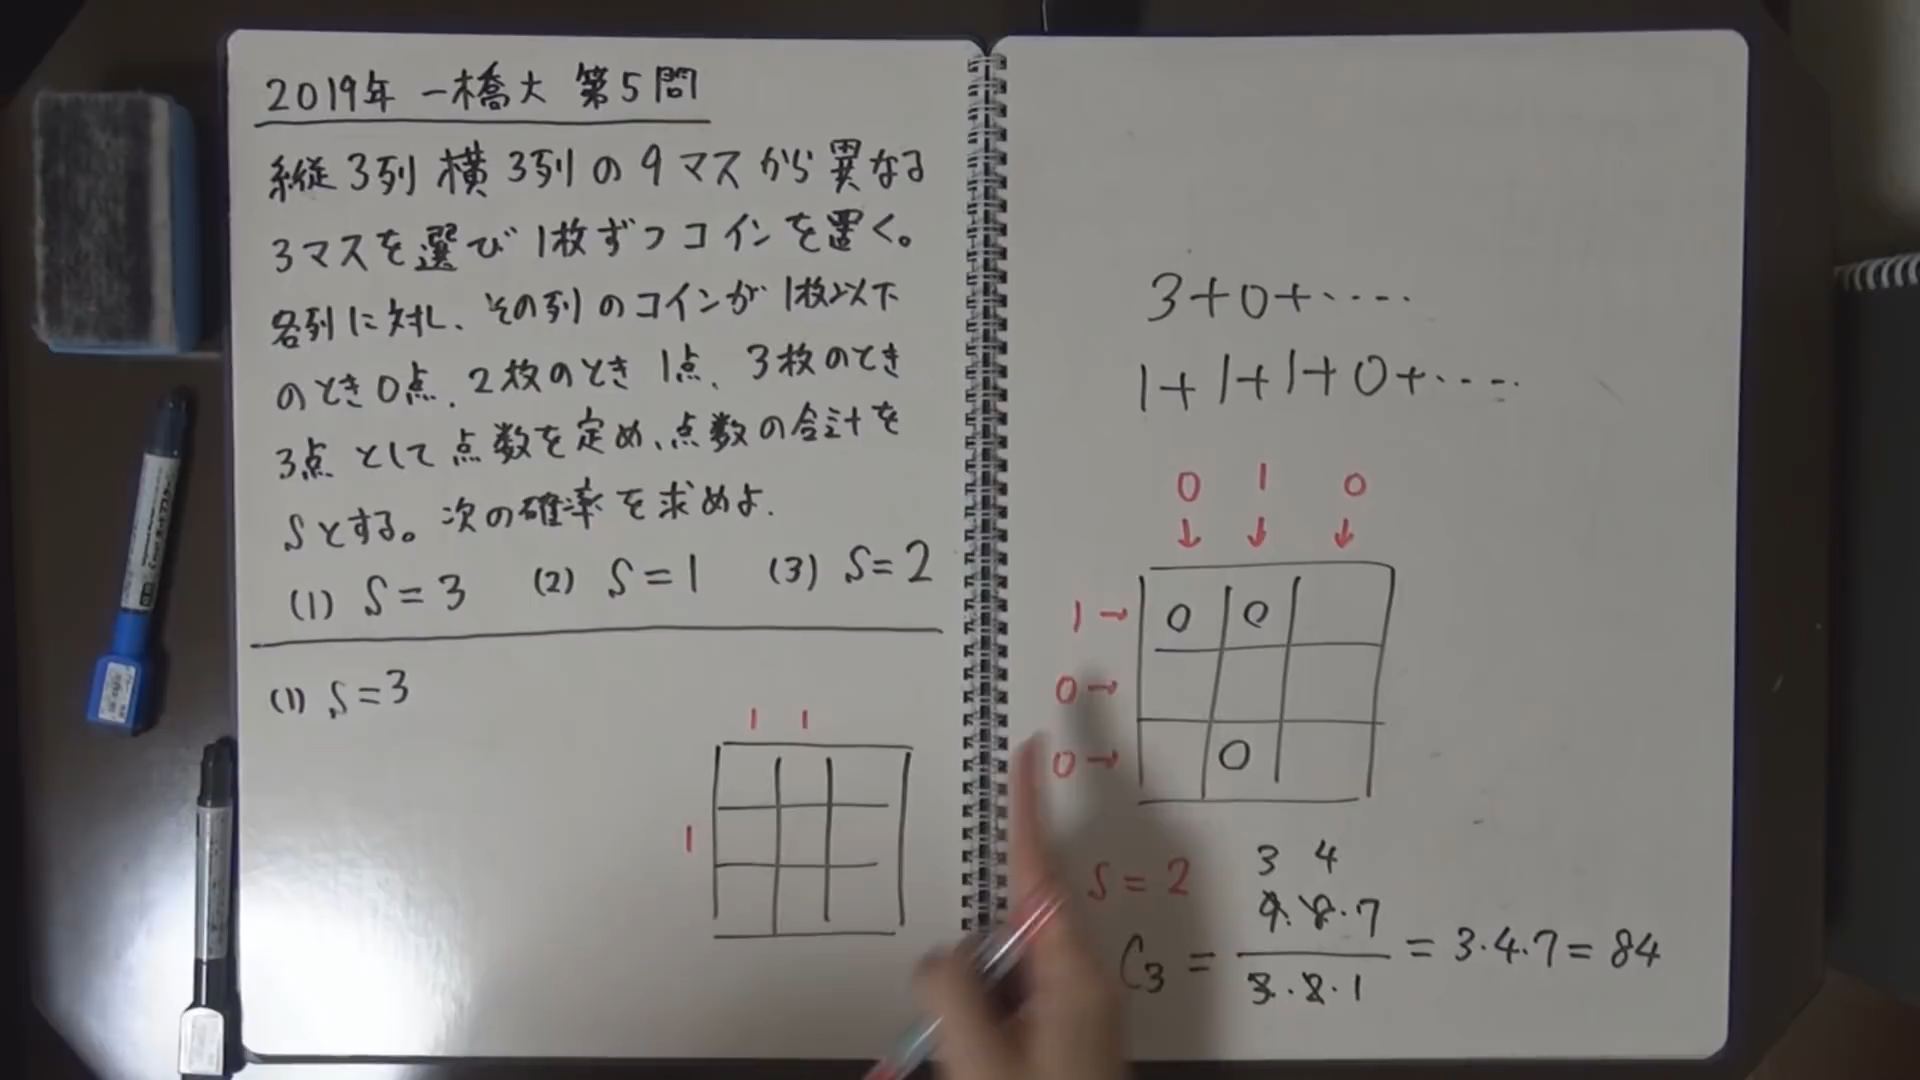 2019年 一橋大 第5問
縦3列横3列の9マスから異なる
3マスを選び1枚ずつコインを置く。
各列に対し、その列のコインが1枚以下
のとき0点、2枚のとき1点、3枚のとき
3点として点数を定め、点数の合計を
Sとする。次の確率を求めよ.
(1) S=3 (2) S=1 (3) S=2
(1) S=3
1 1
1
3+0+‥‥
1+1+1+0+‥‥
0 1 0
↓ ↓ ↓
1→ 0 0
0→
0→ 0
S=2
3 4
C3 = 9·8·7 / 3·2·1 = 3·4·7 = 84